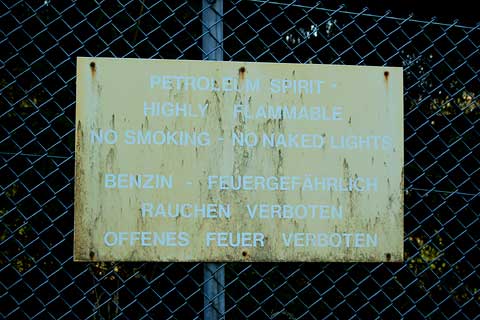 PETROLEUM SPIRIT -
HIGHLY FLAMMABLE
NO SMOKING - NO NAKED LIGHTS
BENZIN - FEUERGEFÄHRLICH
RAUCHEN VERBOTEN
OFFENES FEUER VERBOTEN